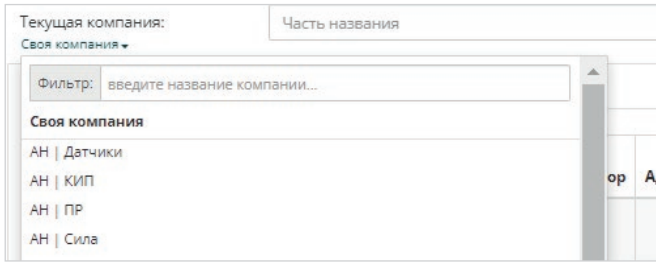 Текущая компания:
Часть названия
Своя компания
Фильтр: введите название компании...
Своя компания
АН | Датчики
АН | КИП
ор А
АН | ПР
АН | Сила